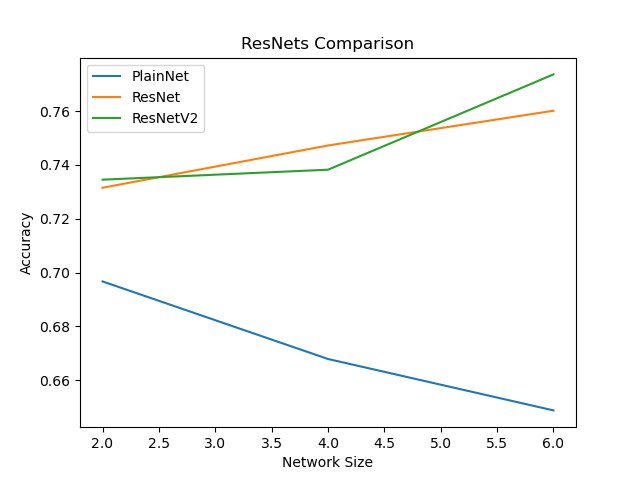 ResNets Comparison
PlainNet
ResNet
ResNetV2
0.76
0.74
0.72
0.70
0.68
0.66
Accuracy
2.0 2.5 3.0 3.5 4.0 4.5 5.0 5.5 6.0
Network Size